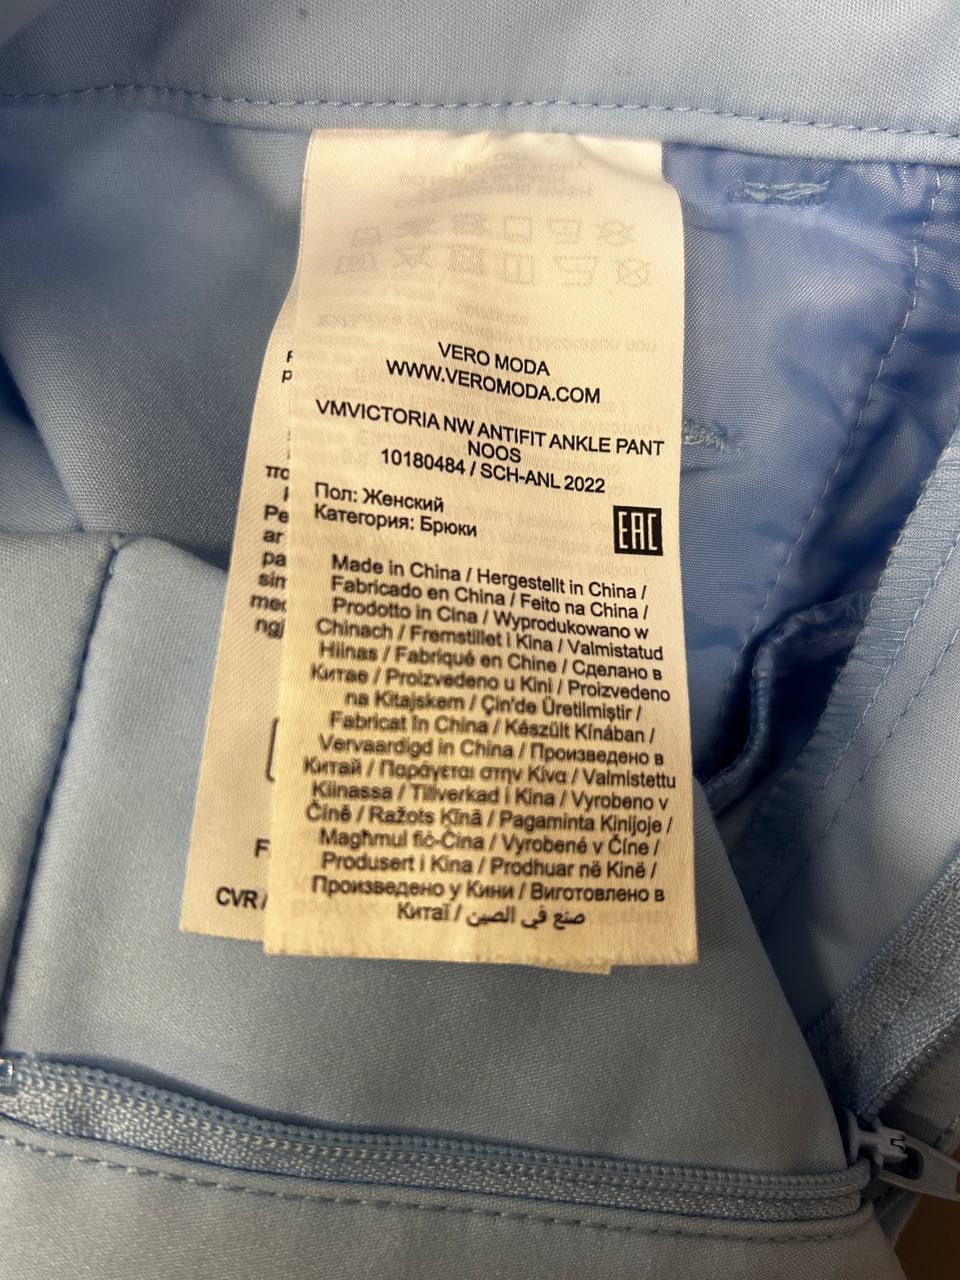 VERO MODA
WWW.VEROMODA.COM
VMVICTORIA NW ANTIFIT ANKLE PANT
NOOS
10180484 / SCH-ANL 2022
Пол: Женский
Категория: Брюки
EAC
Made in China / Hergestellt in China /
Fabricado en China / Feito na China /
Prodotto in Cina / Wyprodukowano w
Chinach / Fremstillet i Kina / Valmistatud
Hiinas / Fabriqué en Chine / Сделано в
Китае / Proizvedeno u Kini / Proizvedeno
na Kitajskem / Çin'de Üretilmiştir /
Fabricat în China / Készült Kínában /
Vervaardigd in China / Произведено в
Китай / Παράγεται στην Κίνα / Valmistettu
Kiinassa / Tillverkad i Kina / Vyrobeno v
Číně / Ražots Ķīnā / Pagaminta Kinijoje /
Magħmul fiċ-Ċina / Vyrobené v Číne /
Produsert i Kina / Prodhuar në Kinë /
Произведено у Кини / Виготовлено в
Китаї / صنع في الصين
CVR /